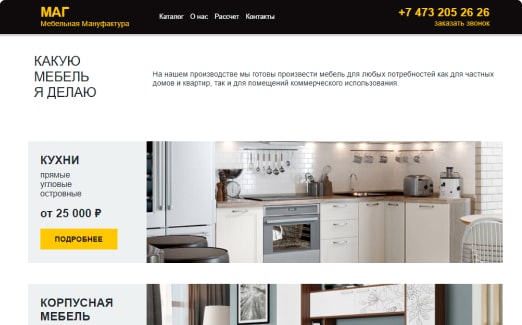 МАГ
Мебельная Мануфактура
Каталог О нас Рассчет Контакты
+7 473 205 26 26
заказать звонок
КАКУЮ
МЕБЕЛЬ
Я ДЕЛАЮ
На нашем производстве мы готовы произвести мебель для любых потребностей как для частных
домов и квартир, так и для помещений коммерческого использования.
КУХНИ
прямые
угловые
островные
от 25 000 ₽
ПОДРОБНЕЕ
КОРПУСНАЯ
МЕБЕЛЬ